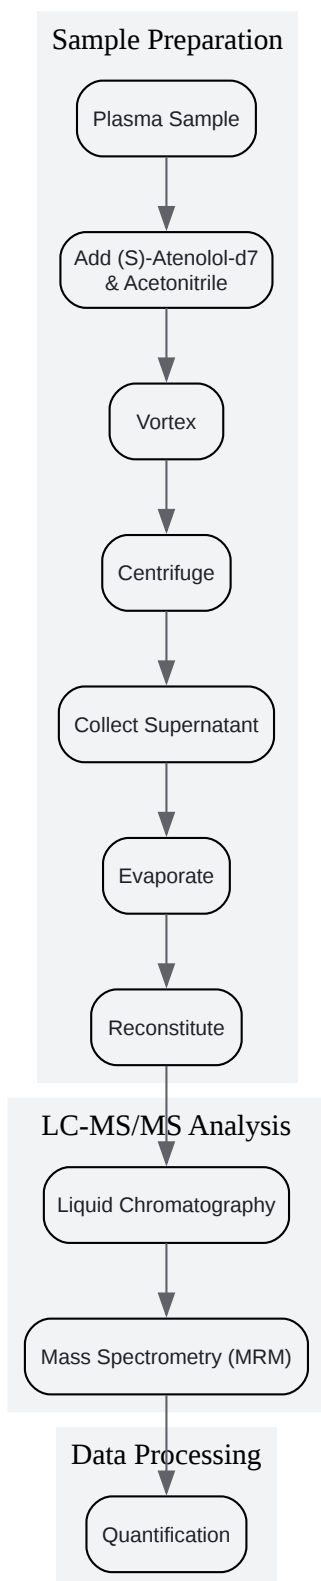 Sample Preparation
Plasma Sample
Add (S)-Atenolol-d7
& Acetonitrile
Vortex
Centrifuge
Collect Supernatant
Evaporate
Reconstitute
LC-MS/MS Analysis
Liquid Chromatography
Mass Spectrometry (MRM)
Data Processing
Quantification